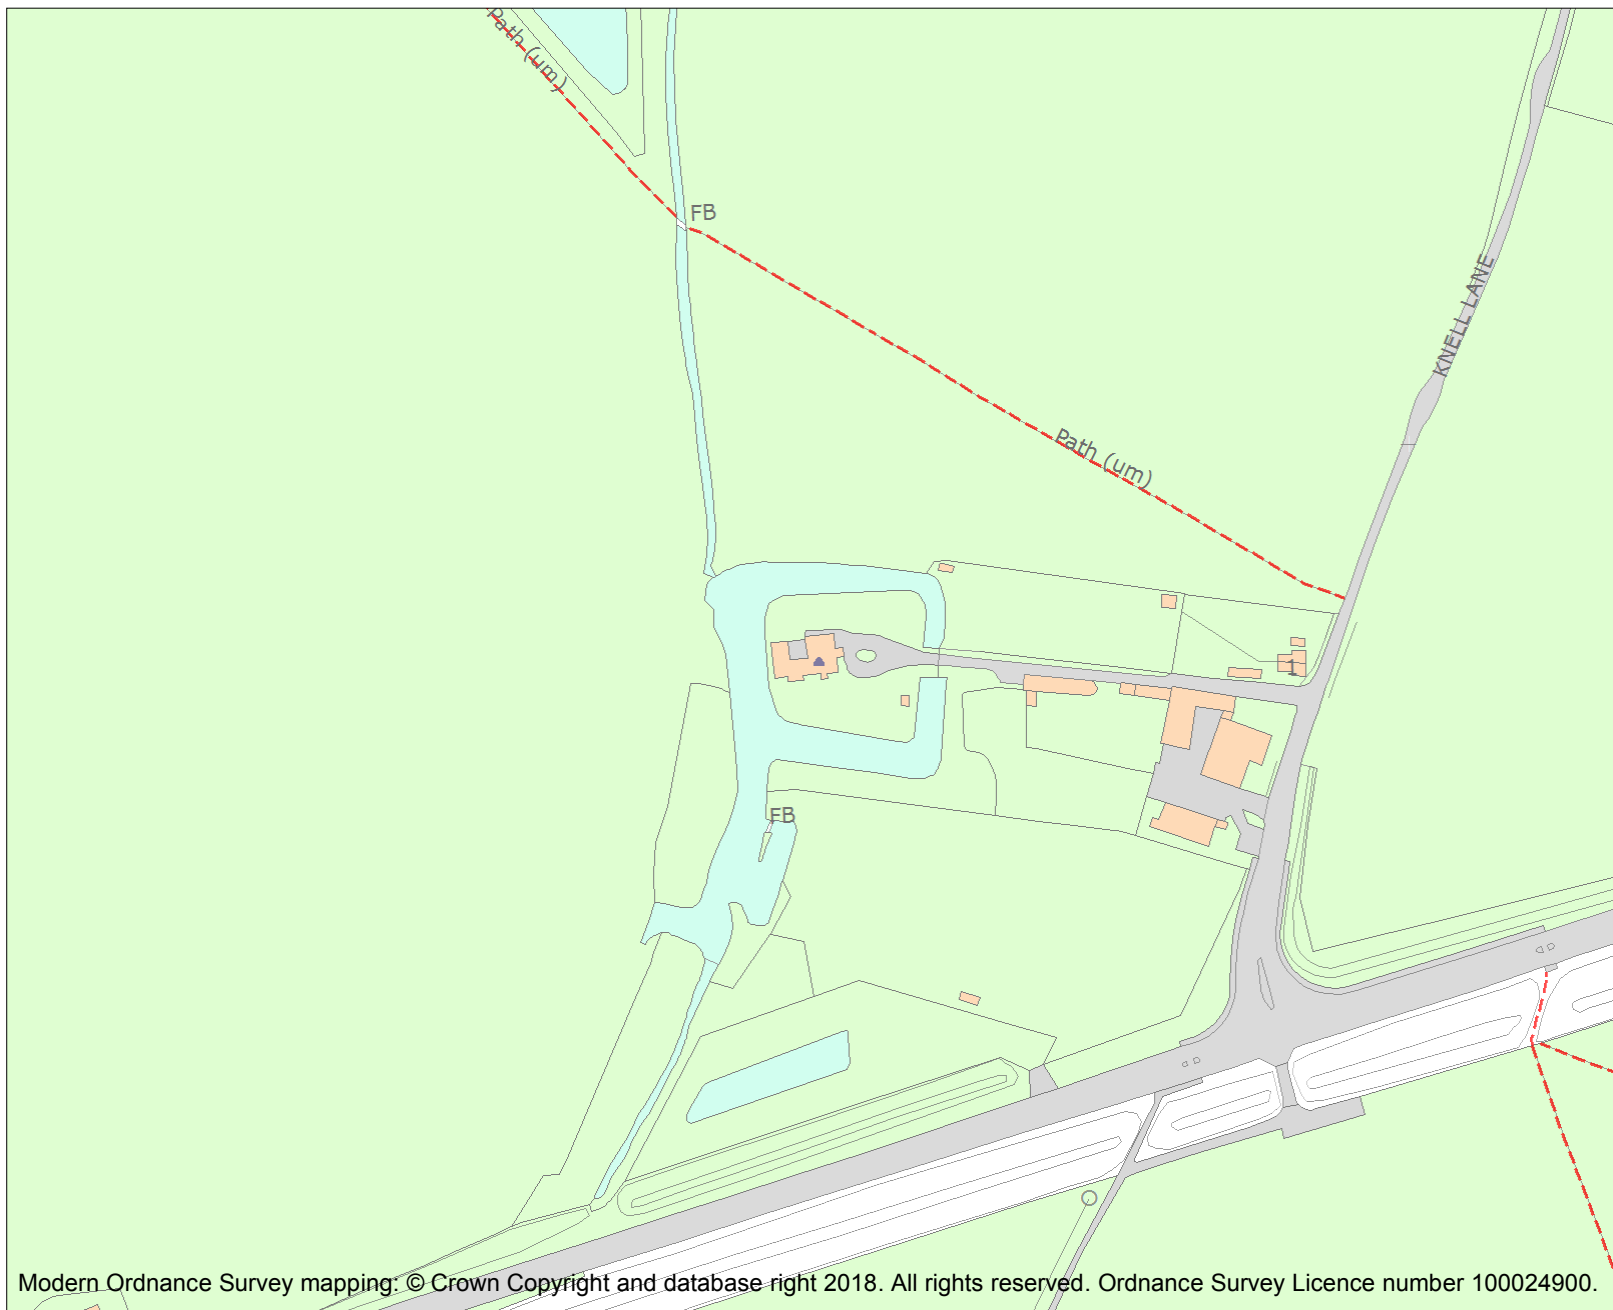 Path (um)
FB
KNELL LANE
Path (um)
1
FB
Modern Ordnance Survey mapping: © Crown Copyright and database right 2018. All rights reserved. Ordnance Survey Licence number 100024900.